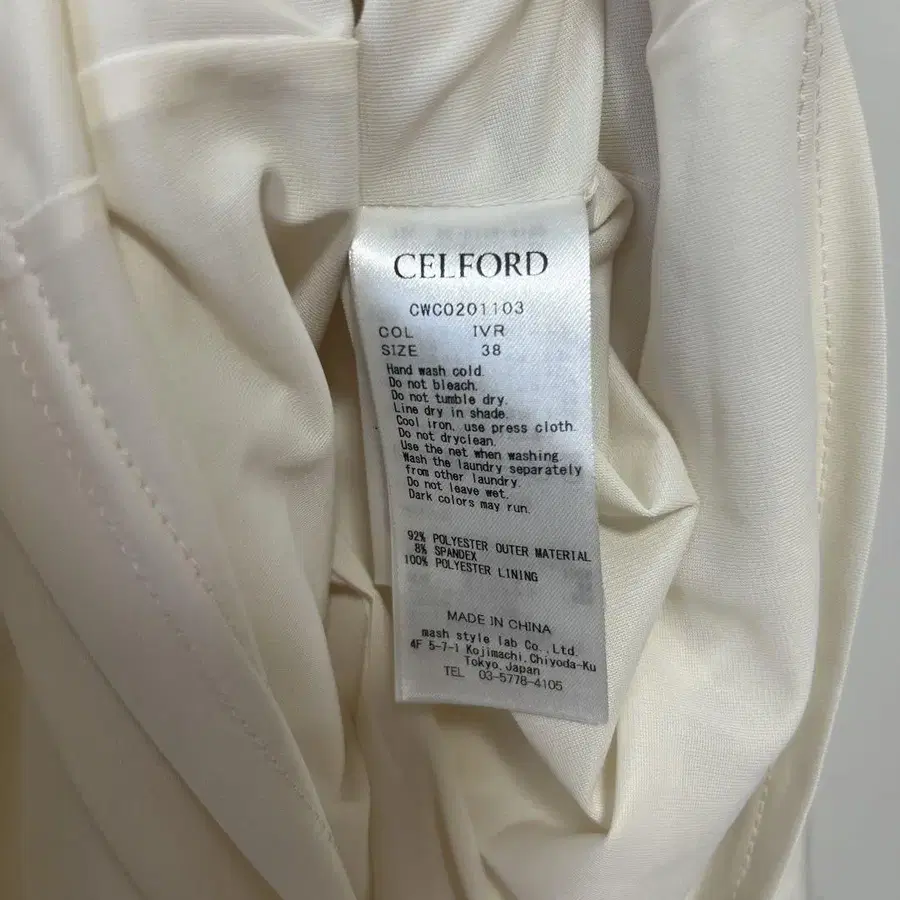 CELFORD
CWCO201103
COL IVR
SIZE 38
Hand wash cold.
Do not bleach.
Do not tumble dry.
Line dry in shade.
Cool iron, use press cloth.
Do not dryclean.
Use the net when washing.
Wash the laundry separately
from other laundry.
Do not leave wet.
Dark colors may run.
92% POLYESTER OUTER MATERIAL
8% SPANDEX
100% POLYESTER LINING
MADE IN CHINA
mash style lab Co.,Ltd.
4F 5-7-1 Kojimachi,Chiyoda-Ku
Tokyo,Japan
TEL 03-5778-4105